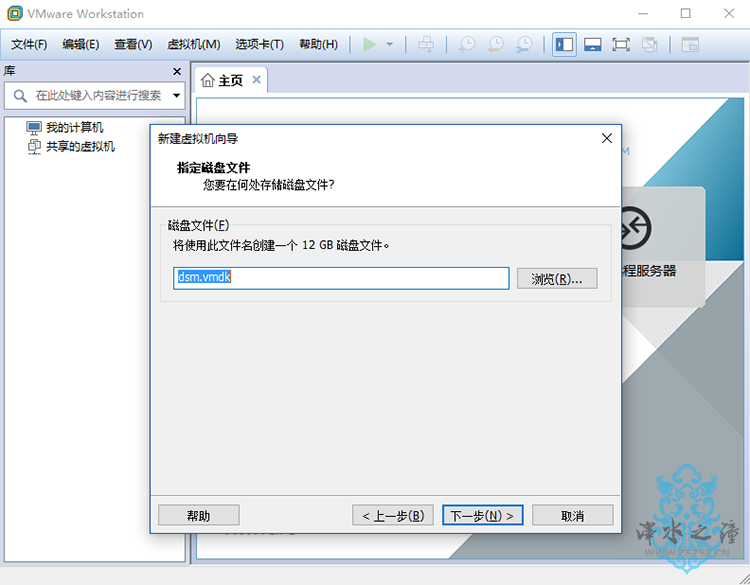 VMware Workstation
文件(F) 编辑(E) 查看(V) 虚拟机(M) 选项卡(T) 帮助(H)
库
主页
在此处键入内容进行搜索
我的计算机
共享的虚拟机
新建虚拟机向导
指定磁盘文件
您要在何处存储磁盘文件?
磁盘文件(F)
将使用此文件名创建一个 12 GB 磁盘文件。
dsm.vmdk
浏览(R)...
程服务器
帮助
< 上一步(B)
下一步(N) >
取消
泽水之瞳
WWW.ZSZSZ.CN